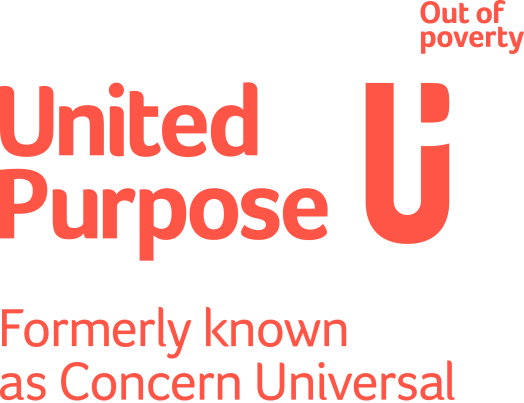 Out of
poverty
United
Purpose
Formerly known
as Concern Universal